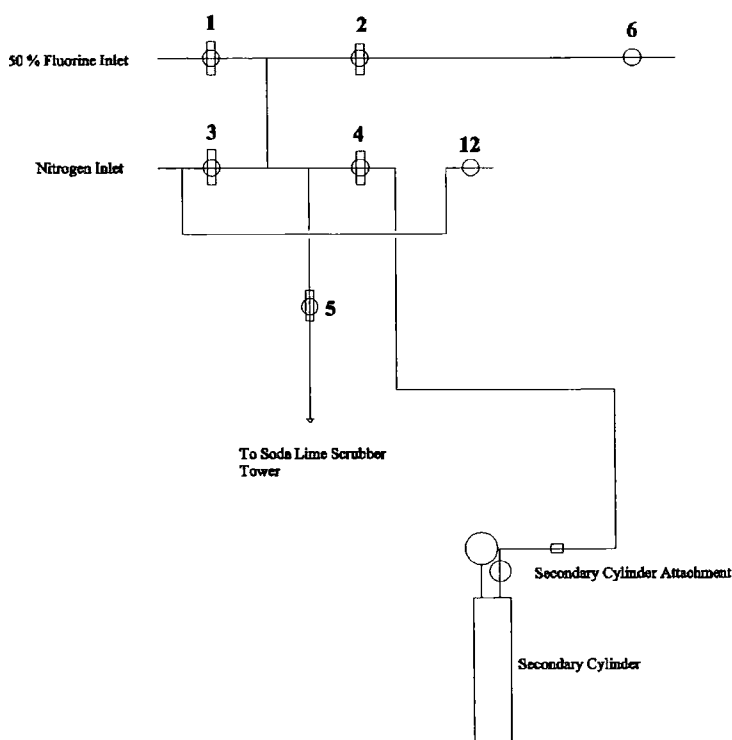 1
2
6
50 % Fluorine Inlet
3
4
12
Nitrogen Inlet
5
To Soda Lime Scrubber
Tower
Secondary Cylinder Attachment
Secondary Cylinder